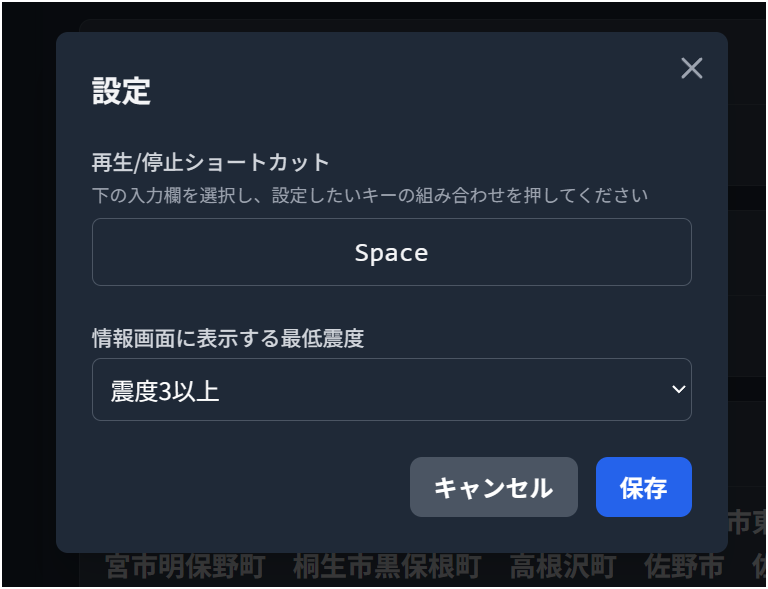 設定
再生/停止ショートカット
下の入力欄を選択し、設定したいキーの組み合わせを押してください
Space
情報画面に表示する最低震度
震度3以上
キャンセル 保存
市東
宮市明保野町 桐生市黒保根町 高根沢町 佐野市 佐